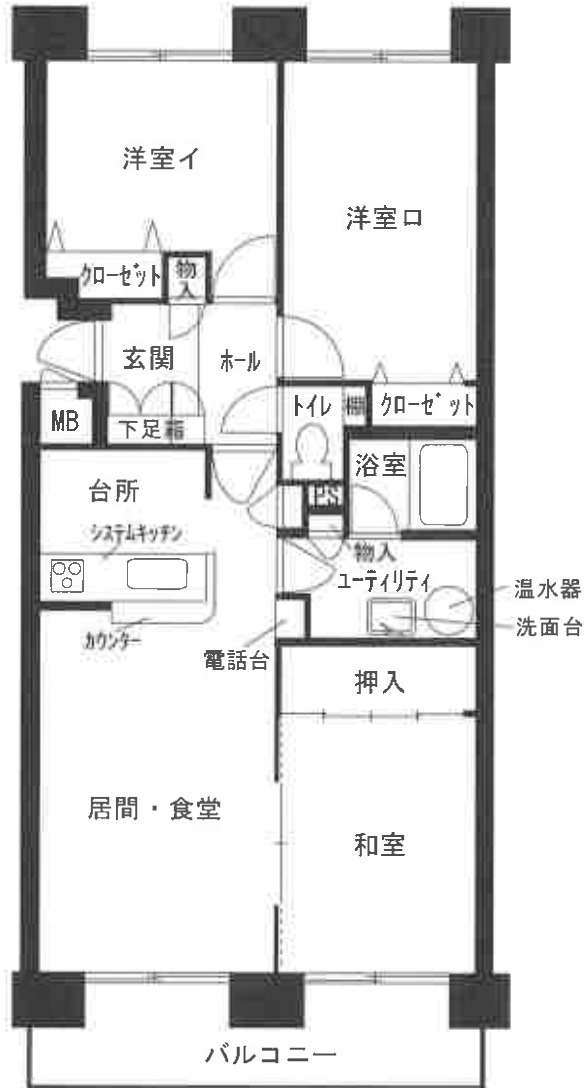 洋室イ
洋室ロ
クローゼット
物入
玄関
ホール
トイレ
棚
クローゼット
MB
下足箱
浴室
台所
PS
システムキッチン
物入
ユーティリティ
温水器
洗面台
カウンター
電話台
押入
居間・食堂
和室
バルコニー